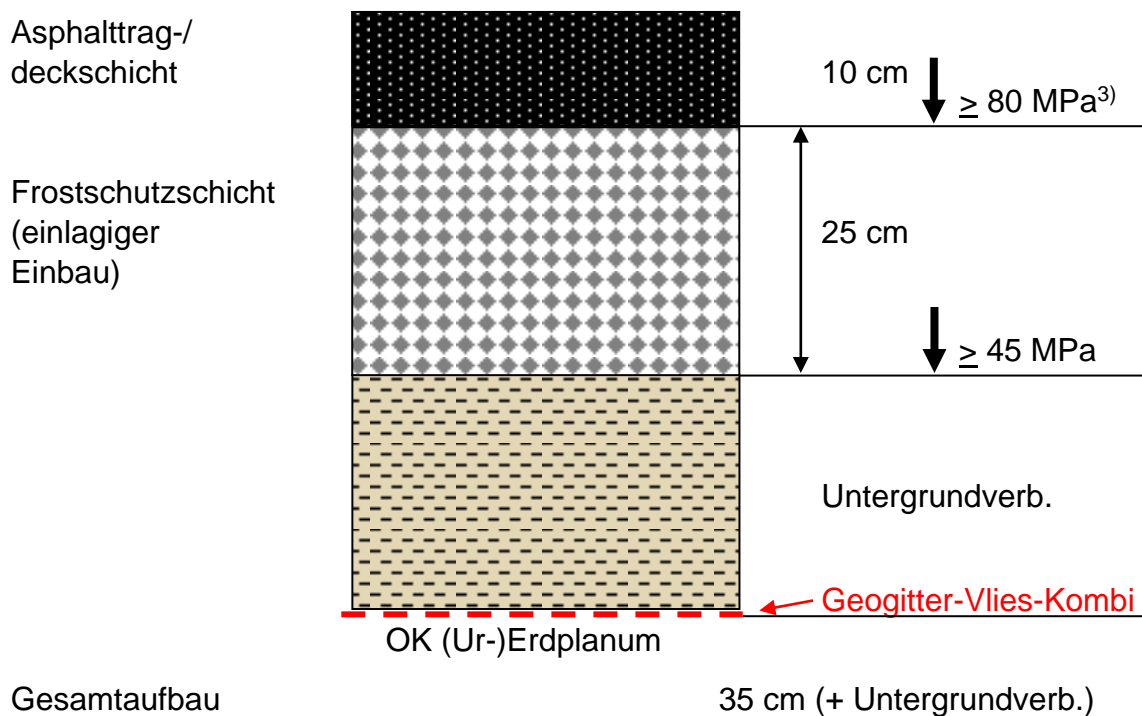 Asphalttrag-/
deckschicht
10 cm
≥ 80 MPa³⁾
Frostschutzschicht
(einlagiger
Einbau)
25 cm
≥ 45 MPa
Untergrundverb.
Geogitter-Vlies-Kombi
OK (Ur-)Erdplanum
Gesamtaufbau 35 cm (+ Untergrundverb.)